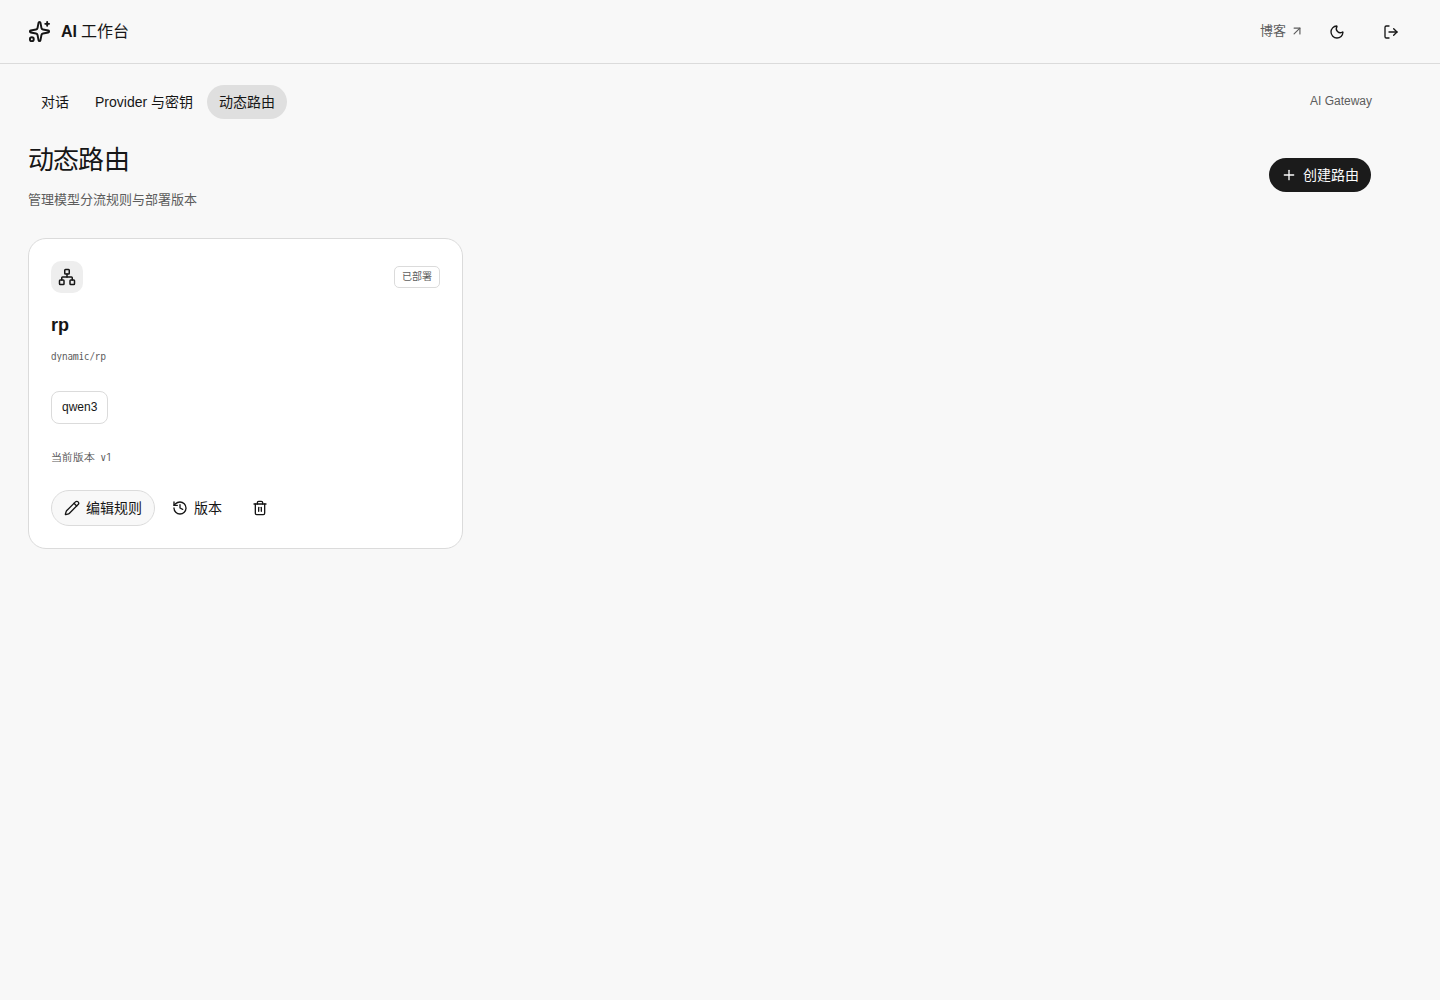 AI 工作台
博客
对话
Provider 与密钥
动态路由
AI Gateway
动态路由
管理模型分流规则与部署版本
创建路由
已部署
rp
dynamic/rp
qwen3
当前版本 v1
编辑规则
版本